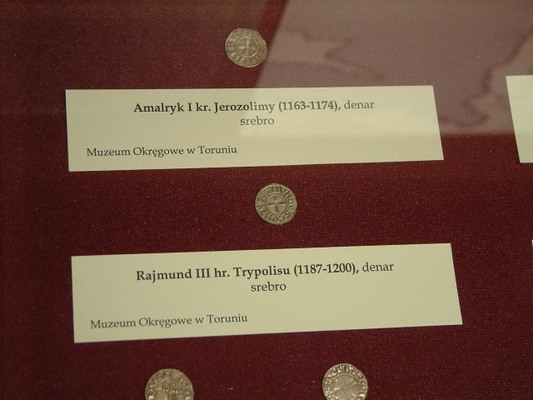 Amalryk I kr. Jerozolimy (1163-1174), denar
srebro
Muzeum Okręgowe w Toruniu
Rajmund III hr. Trypolisu (1187-1200), denar
srebro
Muzeum Okręgowe w Toruniu